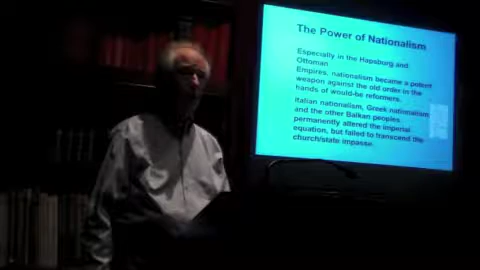 The Power of Nationalism
Especially in the Hapsburg and
Ottoman
Empires, nationalism became a potent
weapon against the old order in the
hands of would-be reformers.
Italian nationalism, Greek nationalism
and the other Balkan peoples
permanently altered the imperial
equation, but failed to transcend the
church/state impasse.